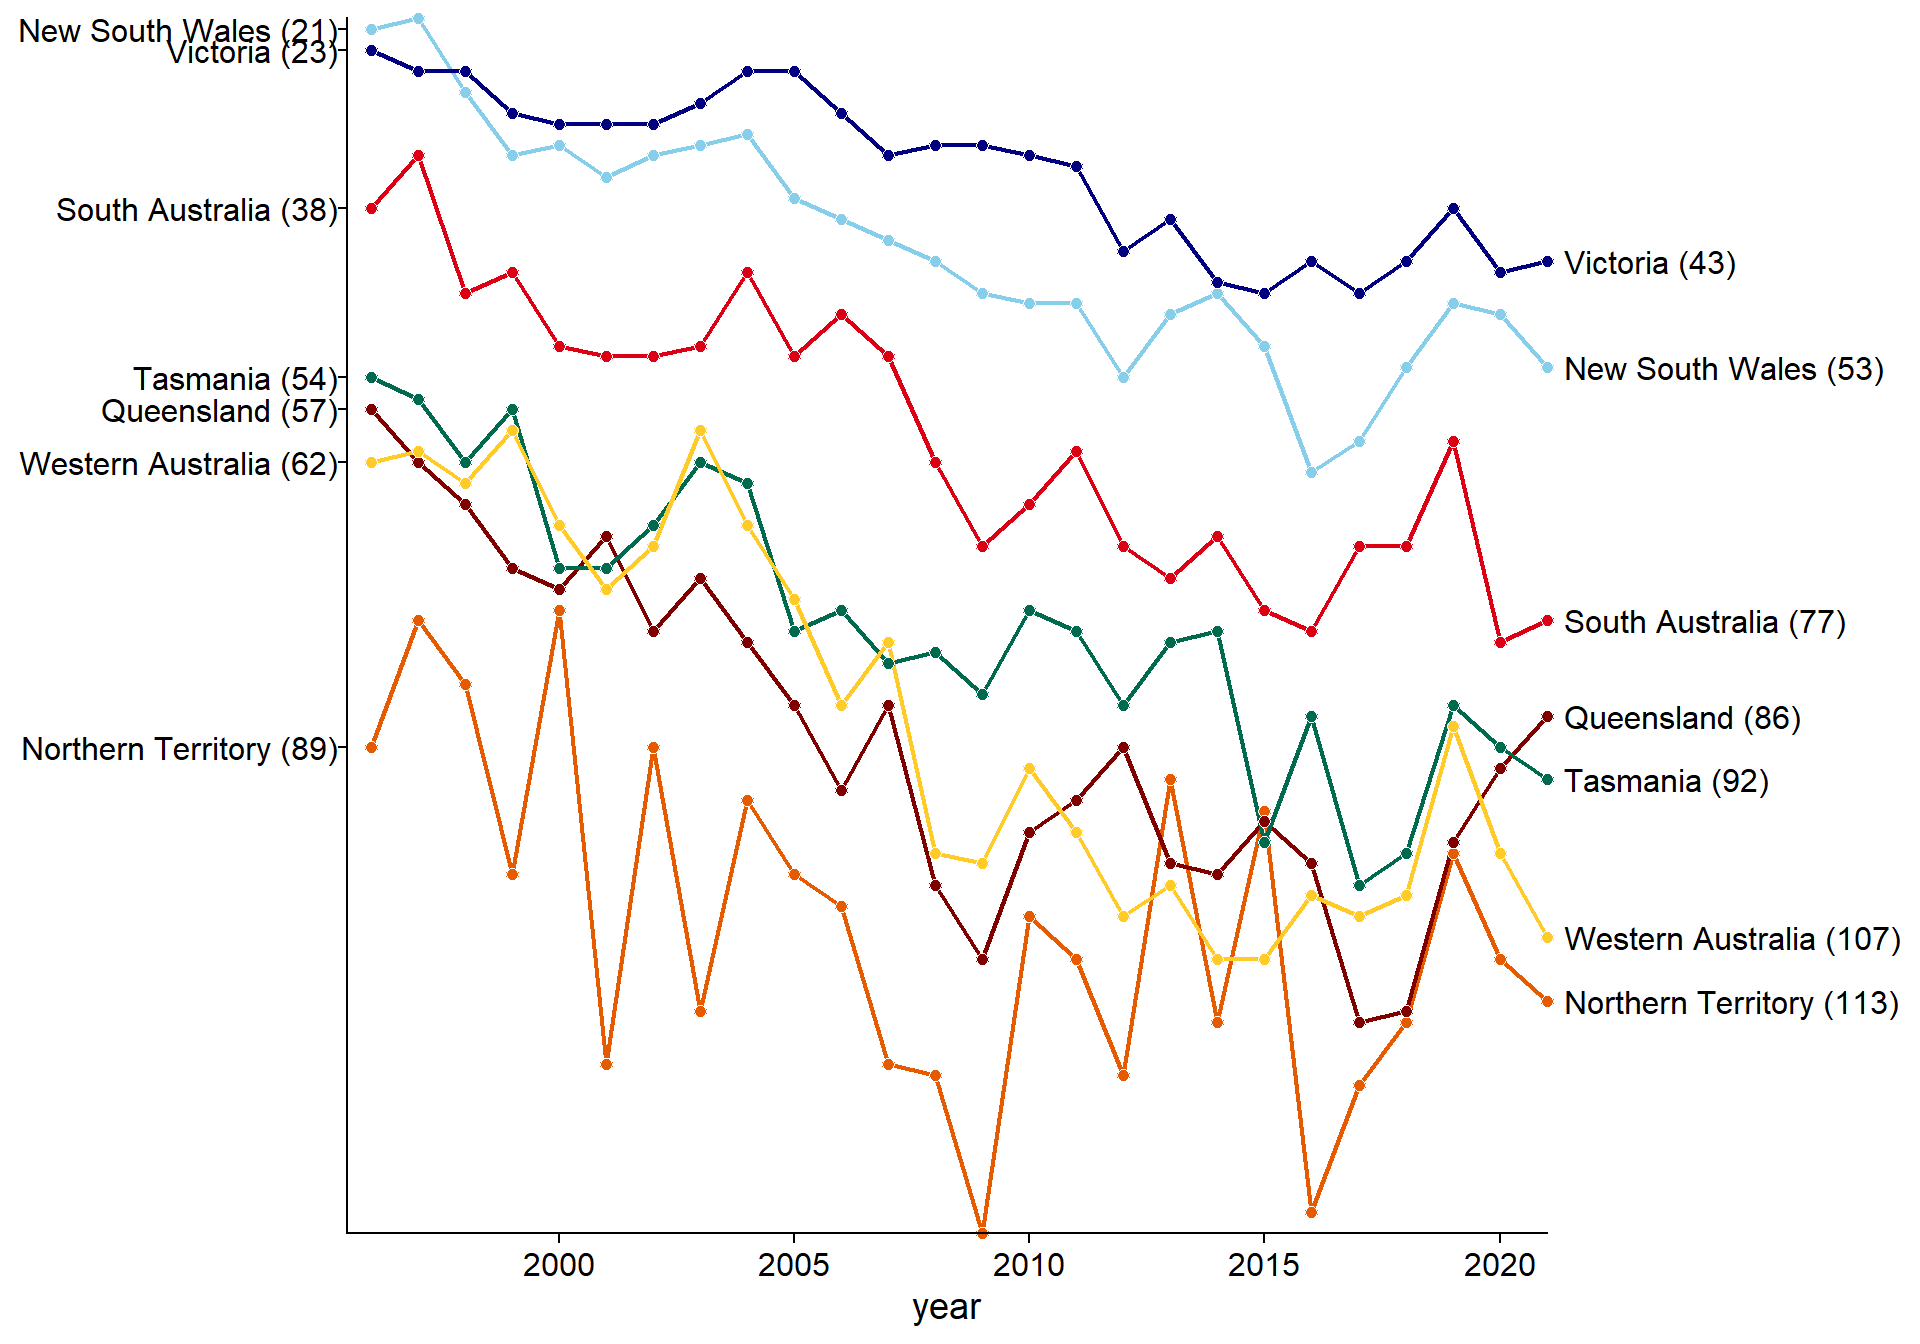 New South Wales (21)
Victoria (23)
South Australia (38)
Tasmania (54)
Queensland (57)
Western Australia (62)
Northern Territory (89)
Victoria (43)
New South Wales (53)
South Australia (77)
Queensland (86)
Tasmania (92)
Western Australia (107)
Northern Territory (113)
2000 2005 2010 2015 2020
year